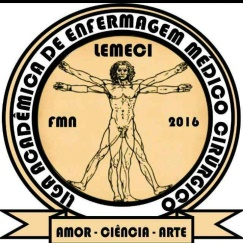 LIGA ACADÊMICA DE ENFERMAGEM MÉDICO CIRÚRGICO
LEMECI
FMN
2016
AMOR - CIÊNCIA - ARTE